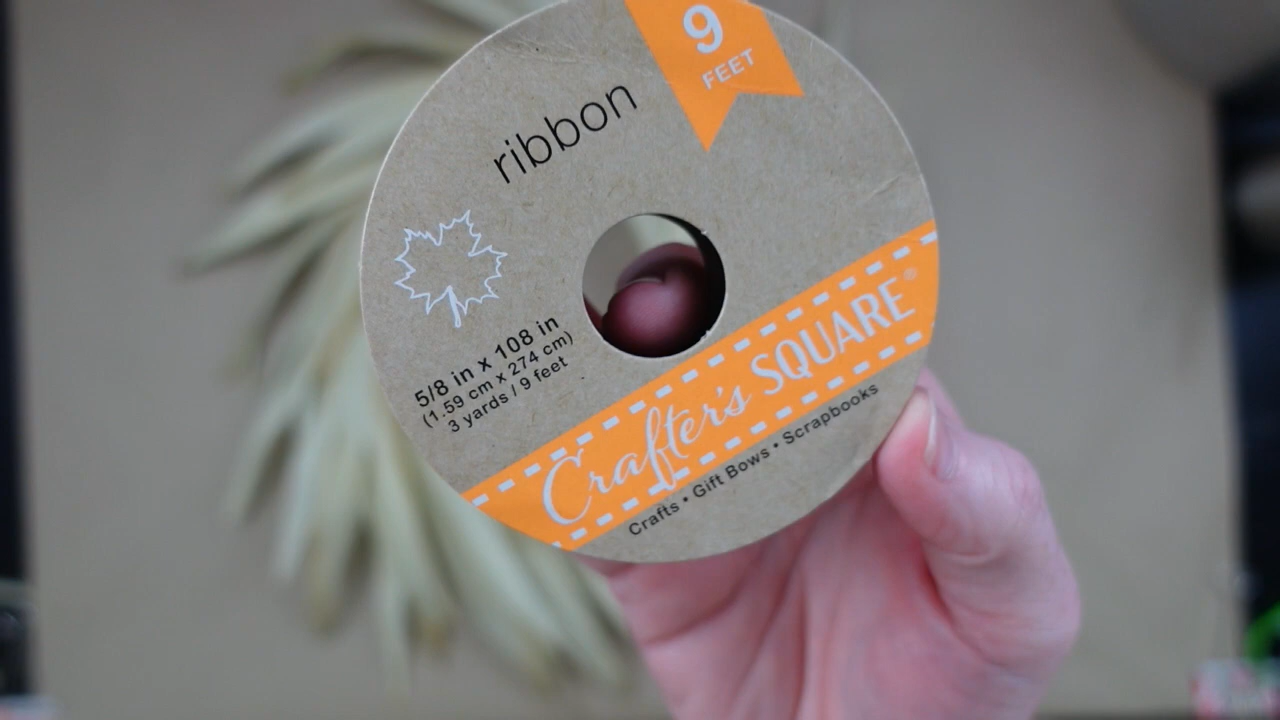 9
FEET
ribbon
5/8 in x 108 in
(1.59 cm x 274 cm)
3 yards / 9 feet
Crafter's SQUARE®
Crafts • Gift Bows • Scrapbooks